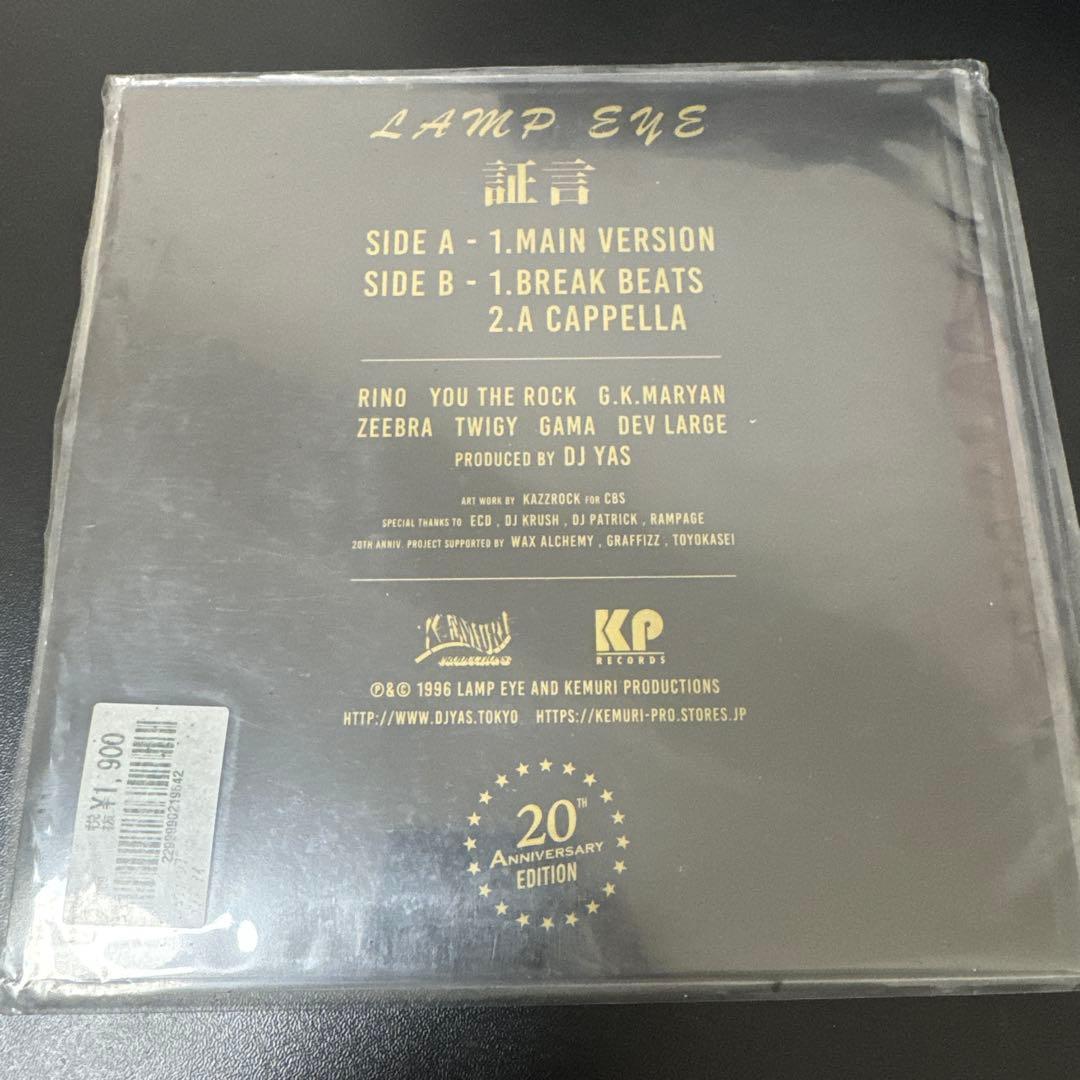 LAMP EYE
証言
SIDE A - 1.MAIN VERSION
SIDE B - 1.BREAK BEATS
2.A CAPPELLA
RINO YOU THE ROCK G.K.MARYAN
ZEEBRA TWIGY GAMA DEV LARGE
PRODUCED BY DJ YAS
ART WORK BY KAZZROCK FOR CBS
SPECIAL THANKS TO ECD , DJ KRUSH , DJ PATRICK , RAMPAGE
20TH ANNIV. PROJECT SUPPORTED BY WAX ALCHEMY , GRAFFIZZ , TOYOKASEI
KEMURI
KP
RECORDS
℗&© 1996 LAMP EYE AND KEMURI PRODUCTIONS
HTTP://WWW.DJYAS.TOKYO HTTPS://KEMURI-PRO.STORES.JP
税抜 ¥1,900
20TH
ANNIVERSARY
EDITION